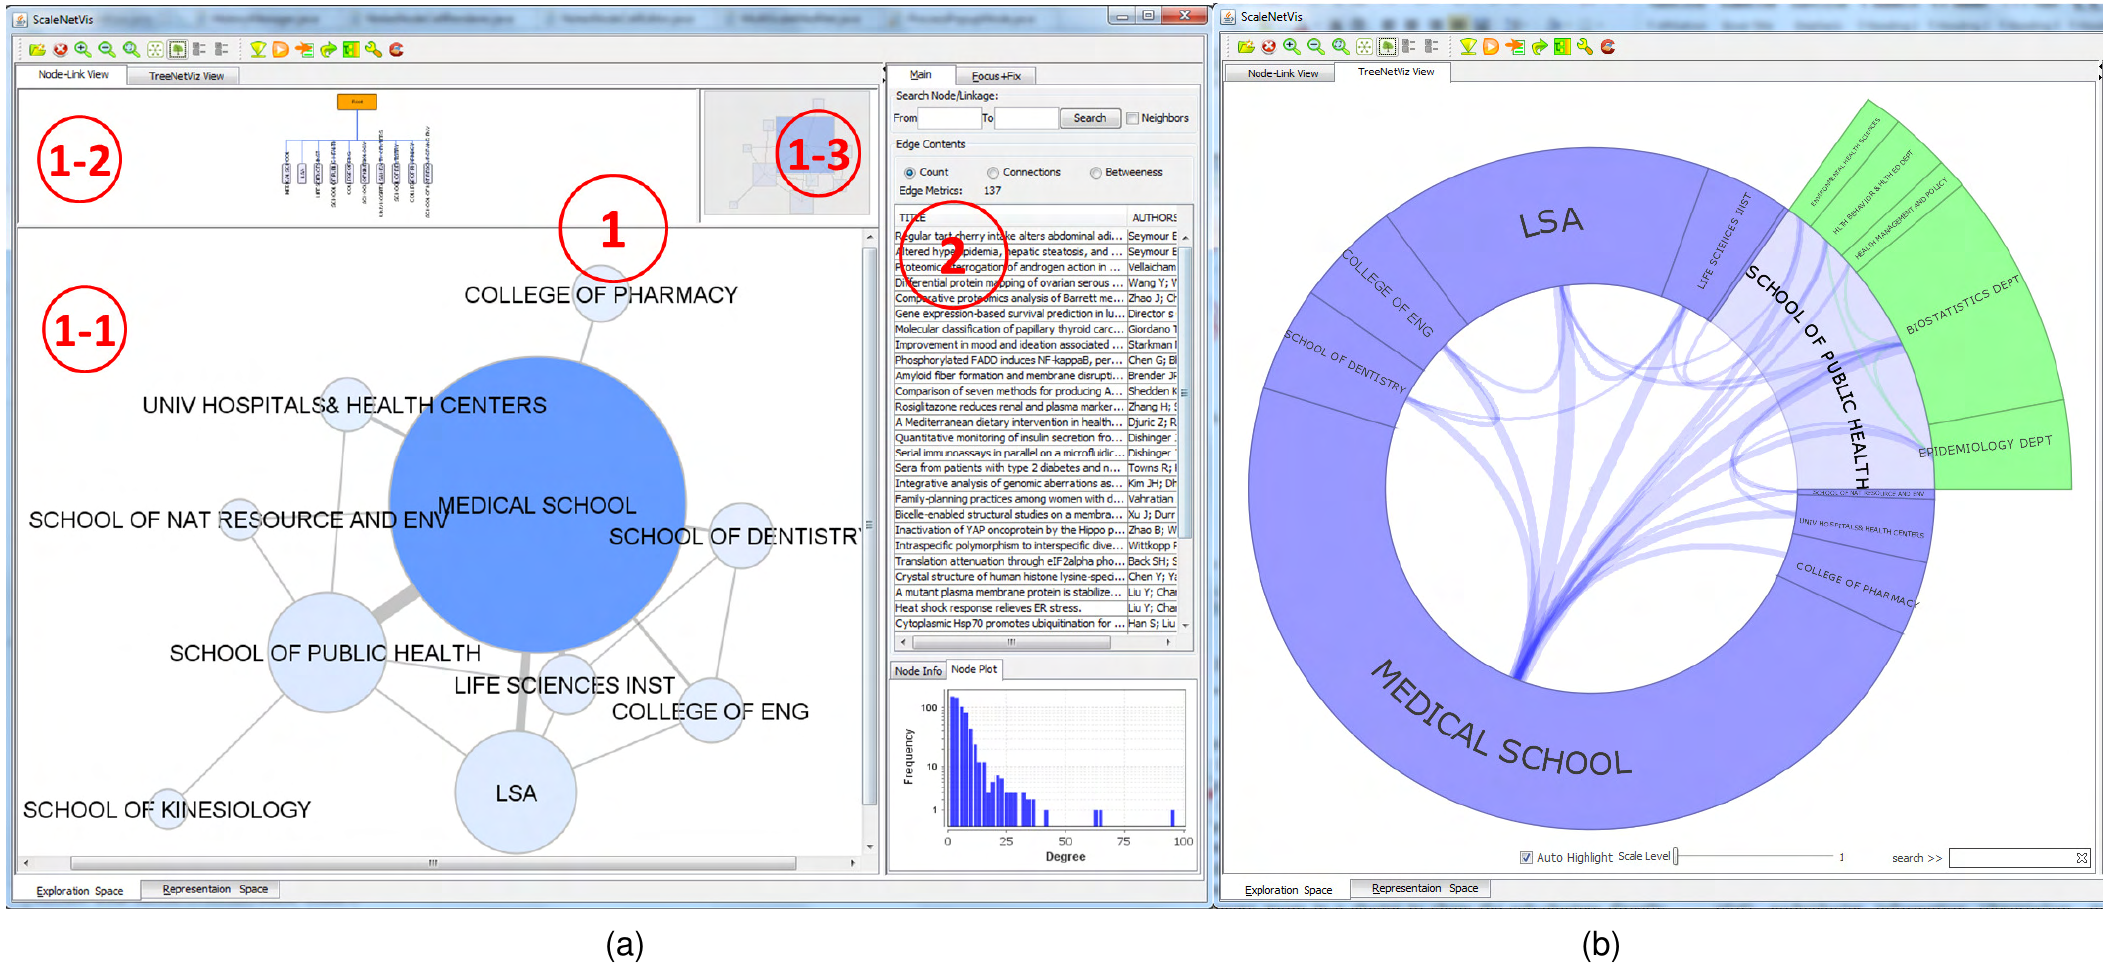 ScaleNetVis
Node-Link View
TreeNetViz View
1-2
1-3
1
1-1
COLLEGE OF PHARMACY
UNIV HOSPITALS& HEALTH CENTERS
MEDICAL SCHOOL
SCHOOL OF NAT RESOURCE AND ENV
SCHOOL OF DENTISTR
SCHOOL OF PUBLIC HEALTH
LIFE SCIENCES INST
COLLEGE OF ENG
LSA
SCHOOL OF KINESIOLOGY
Exploration Space
Representaion Space
Main
Focus+Fix
Search Node/Linkage:
From
To
Search
Neighbors
Edge Contents
Count
Connections
Betweeness
Edge Metrics: 137
2
TITLE AUTHORS
Regular tart cherry intake alters abdominal adi... Seymour E
Altered hyperlipidemia, hepatic steatosis, and ... Seymour E
Proteomic interrogation of androgen action in ... Vellaicham
Differential protein mapping of ovarian serous ... Wang Y; V
Comparative proteomics analysis of Barrett me... Zhao J; Ch
Gene expression-based survival prediction in lu... Director s
Molecular classification of papillary thyroid carc... Giordano T
Improvement in mood and ideation associated ... Starkman
Phosphorylated FADD induces NF-kappaB, per... Chen G; Bl
Amyloid fiber formation and membrane disrupti... Brender JF
Comparison of seven methods for producing A... Shedden K
Rosiglitazone reduces renal and plasma marker... Zhang H; S
A Mediterranean dietary intervention in health... Djuric Z; R
Quantitative monitoring of insulin secretion fro... Dishinger
Serial immunoassays in parallel on a microfluidic... Dishinger
Sera from patients with type 2 diabetes and n... Towns R; I
Integrative analysis of genomic aberrations as... Kim JH; Dh
Family-planning practices among women with d... Vahratian
Bicelle-enabled structural studies on a membra... Xu J; Durr
Inactivation of YAP oncoprotein by the Hippo p... Zhao B; W
Intraspecific polymorphism to interspecific dive... Wittkopp F
Translation attenuation through eIF2alpha pho... Back SH; S
Crystal structure of human histone lysine-speci... Chen Y; Ya
A mutant plasma membrane protein is stabilize... Liu Y; Cha
Heat shock response relieves ER stress. Liu Y; Cha
Cytoplasmic Hsp70 promotes ubiquitination for ... Han S; Liu
Node Info
Node Plot
Frequency
100
10
1
0 25 50 75 100
Degree
(a)
ScaleNetVis
Node-Link View
TreeNetViz View
LSA
LIFE SCIENCES INST
COLLEGE OF ENG
SCHOOL OF DENTISTRY
SCHOOL OF PUBLIC HEALTH
ENVIRONMENTAL HEALTH SCIENCES
HLTH BEHAVIOR & HLTH ED DEPT
HEALTH MANAGEMENT AND POLICY
BIOSTATISTICS DEPT
EPIDEMIOLOGY DEPT
SCHOOL OF NAT RESOURCE AND ENV
UNIV HOSPITALS& HEALTH CENTERS
COLLEGE OF PHARMACY
MEDICAL SCHOOL
Auto Highlight
Scale Level
1
search >>
Exploration Space
Representaion Space
(b)